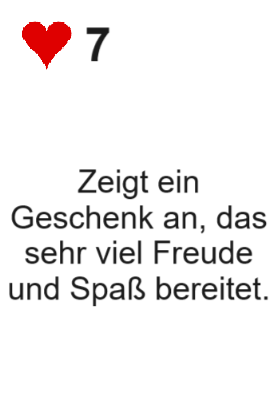 7
Zeigt ein
Geschenk an, das
sehr viel Freude
und Spaß bereitet.